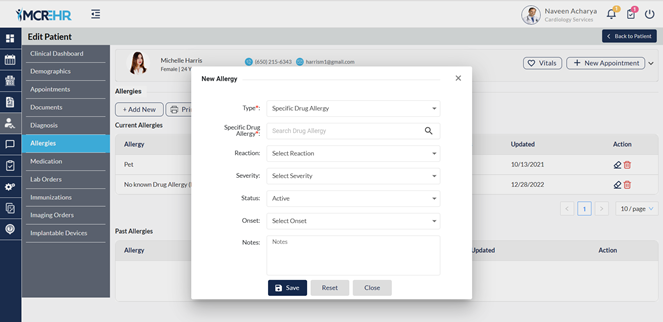 MCREHR
Naveen Acharya
Cardiology Services
1
5
Edit Patient
Back to Patient
Clinical Dashboard
Demographics
Appointments
Documents
Diagnosis
Allergies
Medication
Lab Orders
Immunizations
Imaging Orders
Implantable Devices
Michelle Harris
Female | 24 Y
(650) 215-6343
harrismr1@gmail.com
Vitals
+ New Appointment
Allergies
+ Add New
Current Allergies
Allergy
Updated
Action
Pet
10/13/2021
No known Drug Allergy
12/28/2022
1
10 / page
Past Allergies
Allergy
Updated
Action
New Allergy
Type*:
Specific Drug Allergy
Specific Drug
Allergy*:
Search Drug Allergy
Reaction:
Select Reaction
Severity:
Select Severity
Status:
Active
Onset:
Select Onset
Notes:
Notes
Save
Reset
Close